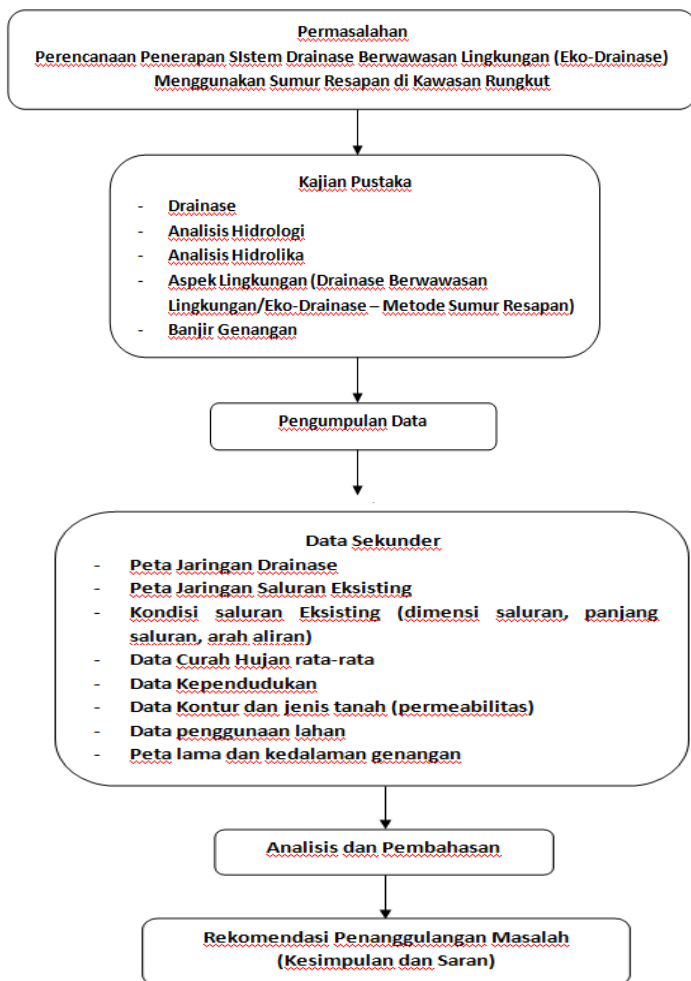 Permasalahan
Perencanaan Penerapan SIstem Drainase Berwawasan Lingkungan (Eko-Drainase)
Menggunakan Sumur Resapan di Kawasan Rungkut
Kajian Pustaka
- Drainase
- Analisis Hidrologi
- Analisis Hidrolika
- Aspek Lingkungan (Drainase Berwawasan
Lingkungan/Eko-Drainase – Metode Sumur Resapan)
- Banjir Genangan
Pengumpulan Data
Data Sekunder
- Peta Jaringan Drainase
- Peta Jaringan Saluran Eksisting
- Kondisi saluran Eksisting (dimensi saluran, panjang
saluran, arah aliran)
- Data Curah Hujan rata-rata
- Data Kependudukan
- Data Kontur dan jenis tanah (permeabilitas)
- Data penggunaan lahan
- Peta lama dan kedalaman genangan
Analisis dan Pembahasan
Rekomendasi Penanggulangan Masalah
(Kesimpulan dan Saran)